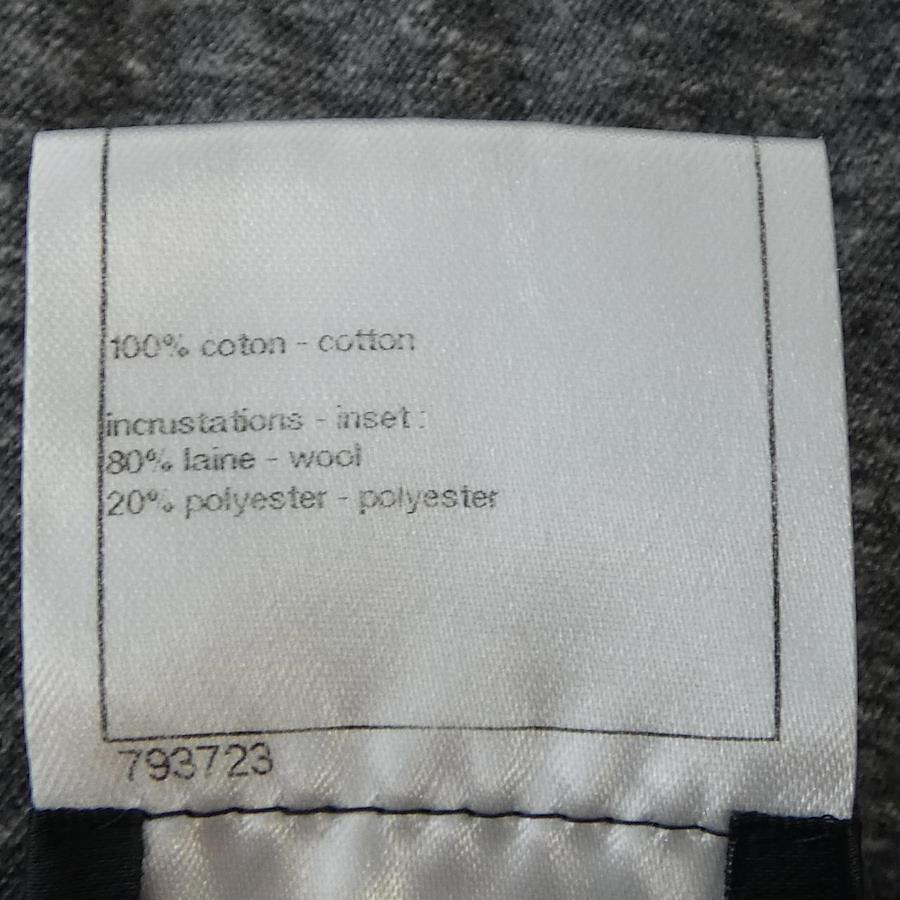 100% coton - cotton
incrustations - inset :
80% laine - wool
20% polyester - polyester
793723